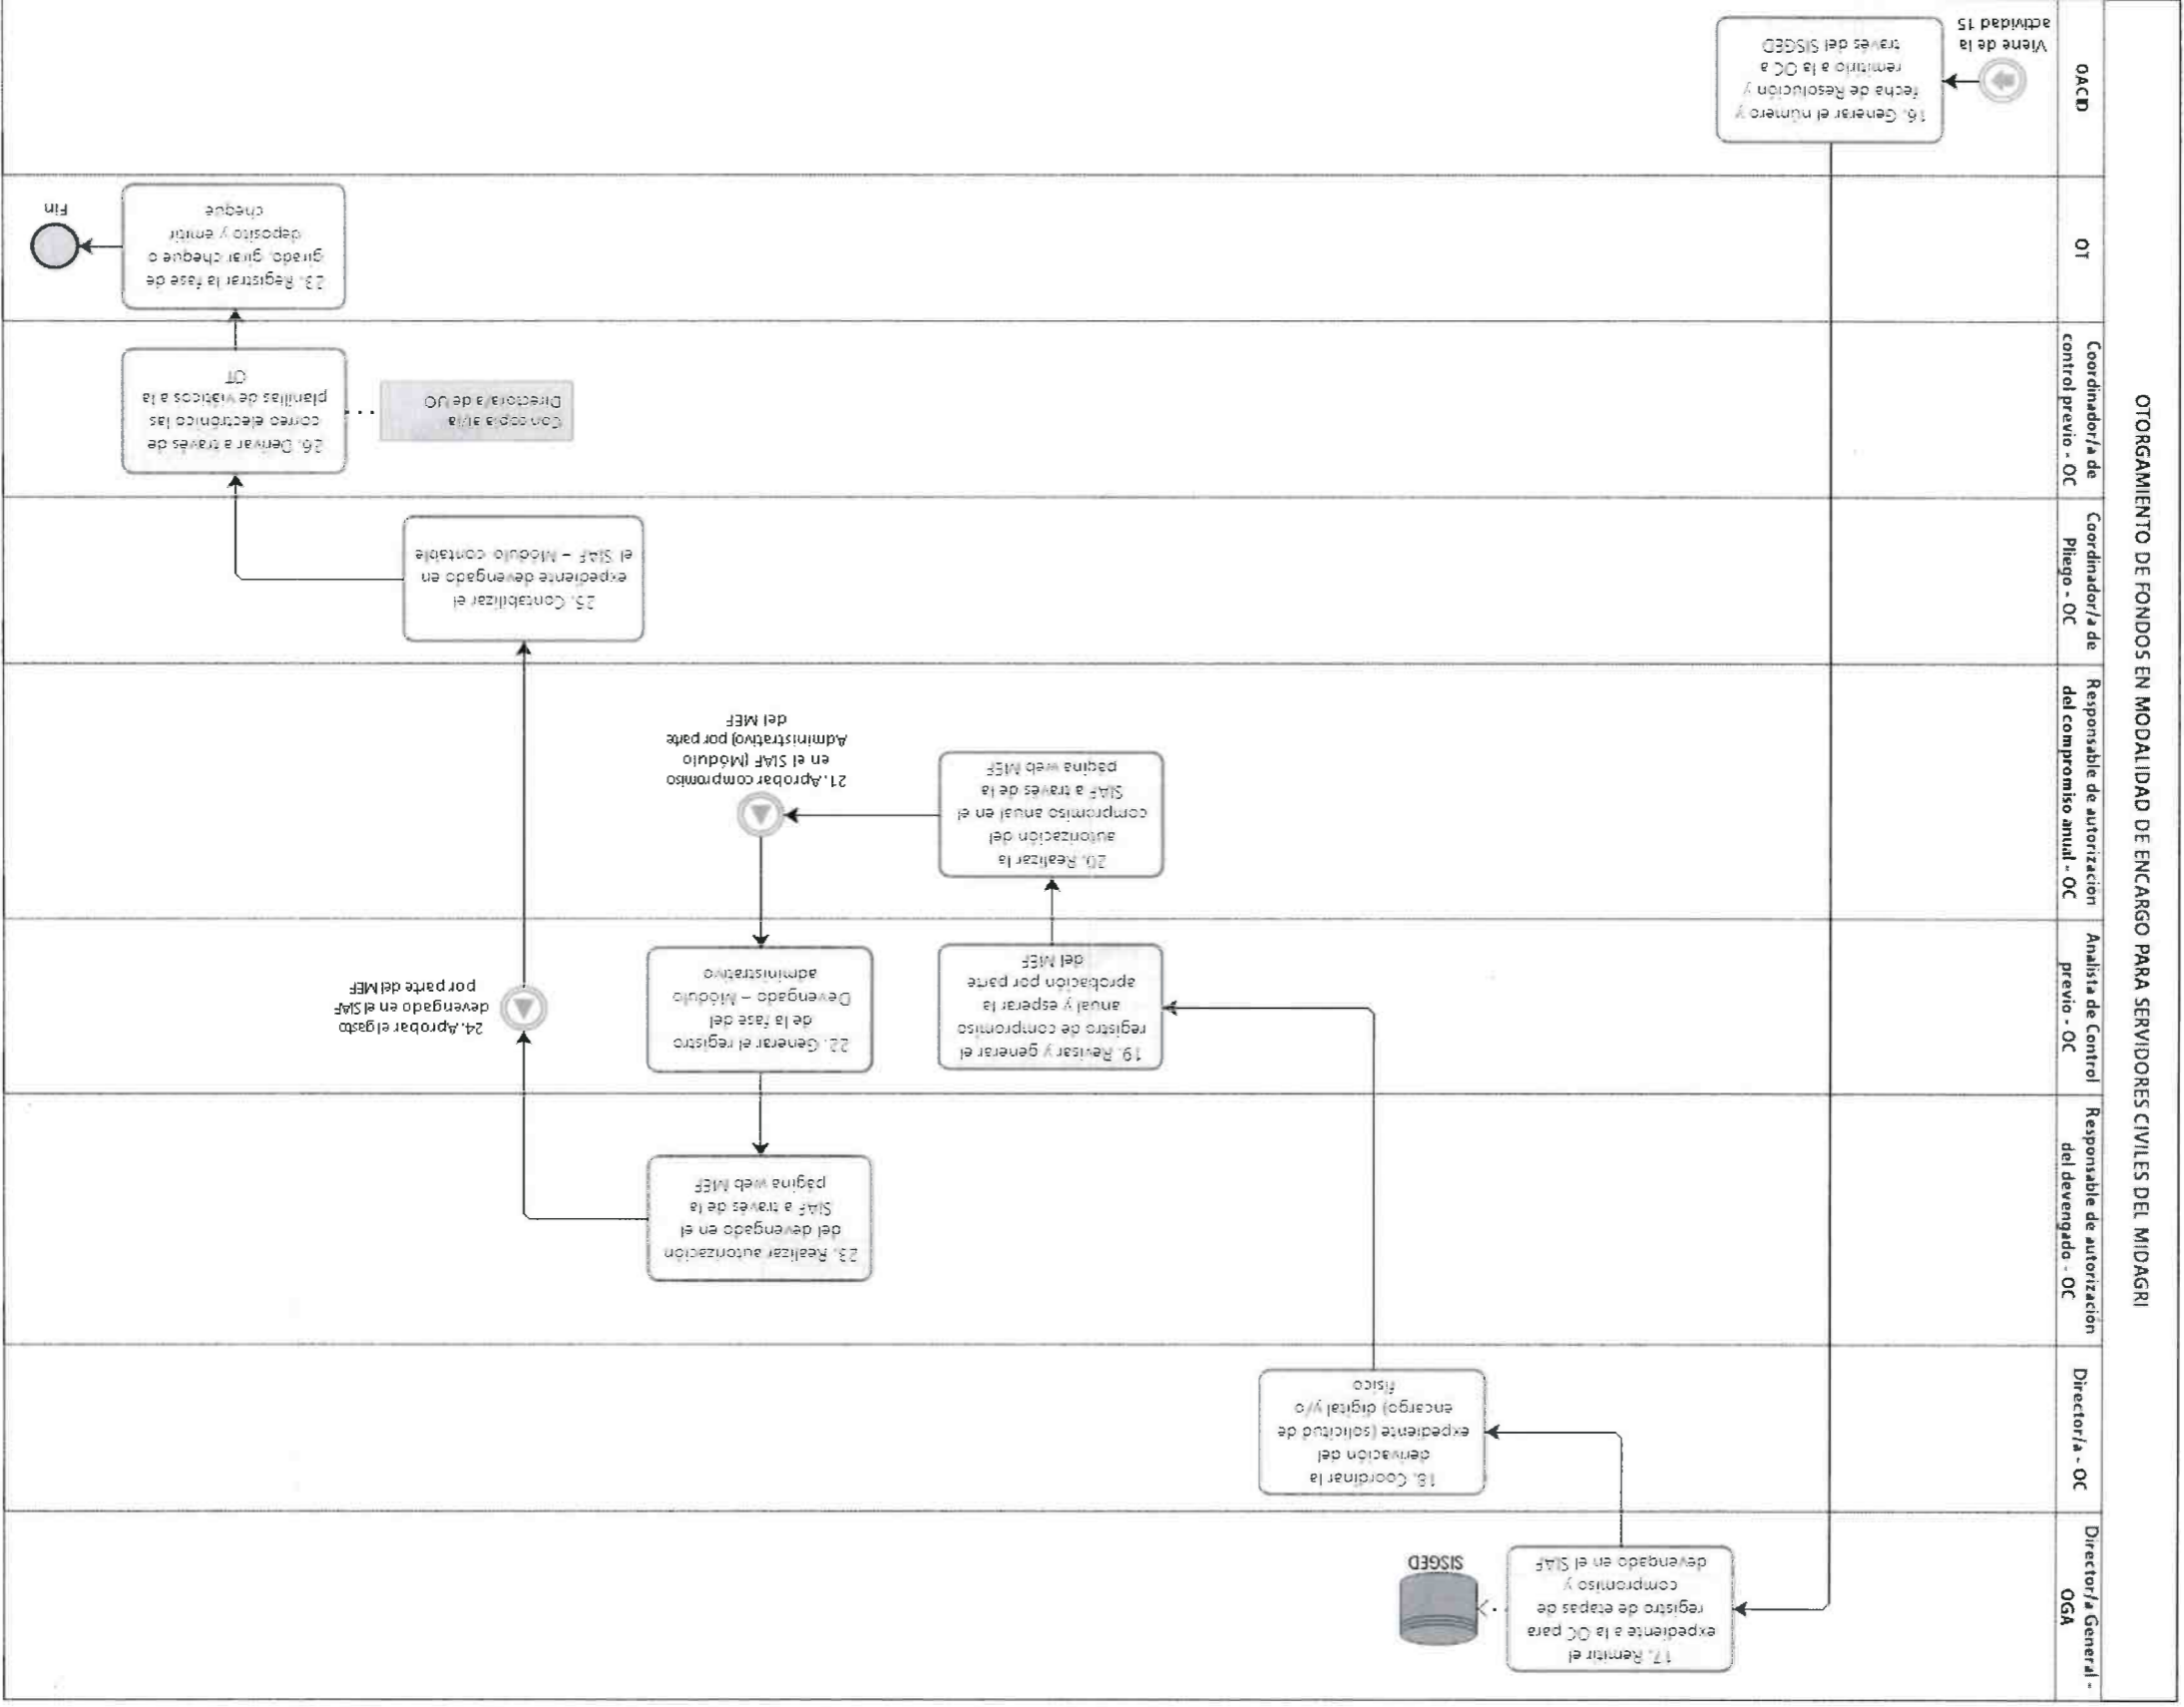 OTORGAMIENTO DE FONDOS EN MODALIDAD DE ENCARGO PARA SERVIDORES CIVILES DEL MIDAGRI
Director/a General -
OGA
17. Remitir el
expediente a la OC para
registro de etapas de
compromiso y
devengado en el SIAF
SISGED
Director/a - OC
18. Coordinar la
derivación del
expediente (solicitud de
encargo) digital y/o
físico
Responsable de autorización
del devengado - OC
23. Realizar autorización
del devengado en el
SIAF a través de la
página web MEF
Analista de Control
previo - OC
19. Revisar y generar el
registro de compromiso
anual y esperar la
aprobación por parte
del MEF
22. Generar el registro
de la fase del
Devengado – Módulo
administrativo
24. Aprobar el gasto
devengado en el SIAF
por parte del MEF
Responsable de autorización
del compromiso anual - OC
20. Realizar la
autorización del
compromiso anual en el
SIAF a través de la
página web MEF
21. Aprobar compromiso
en el SIAF (Módulo
Administrativo) por parte
del MEF
Coordinador/a de
Pliego - OC
25. Contabilizar el
expediente devengado en
el SIAF – Módulo contable
Coordinador/a de
control previo - OC
Con copia al/la
Director/a de UO
26. Derivar a través de
correo electrónico las
planillas de viáticos a la
OT
OT
23. Registrar la fase de
girado, girar cheque o
deposito y emitir
cheque
Fin
OACID
Viene de la
actividad 15
16. Generar el número y
fecha de Resolución y
remitirlo a la OC a
través del SISGED